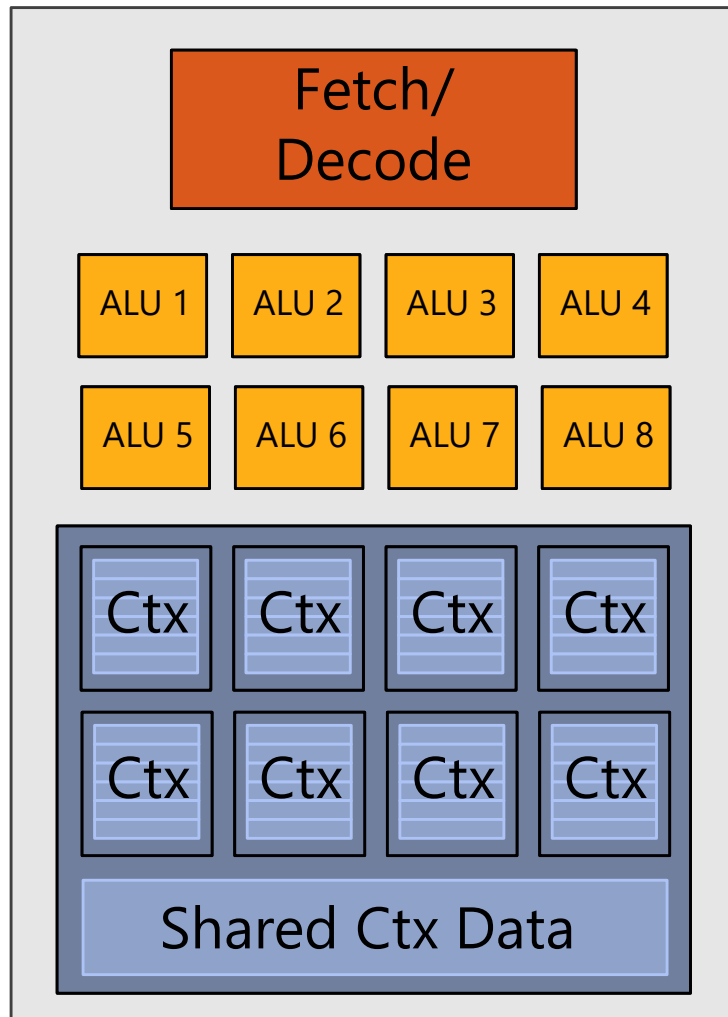 Fetch/
Decode
ALU 1 ALU 2 ALU 3 ALU 4
ALU 5 ALU 6 ALU 7 ALU 8
Ctx Ctx Ctx Ctx
Ctx Ctx Ctx Ctx
Shared Ctx Data